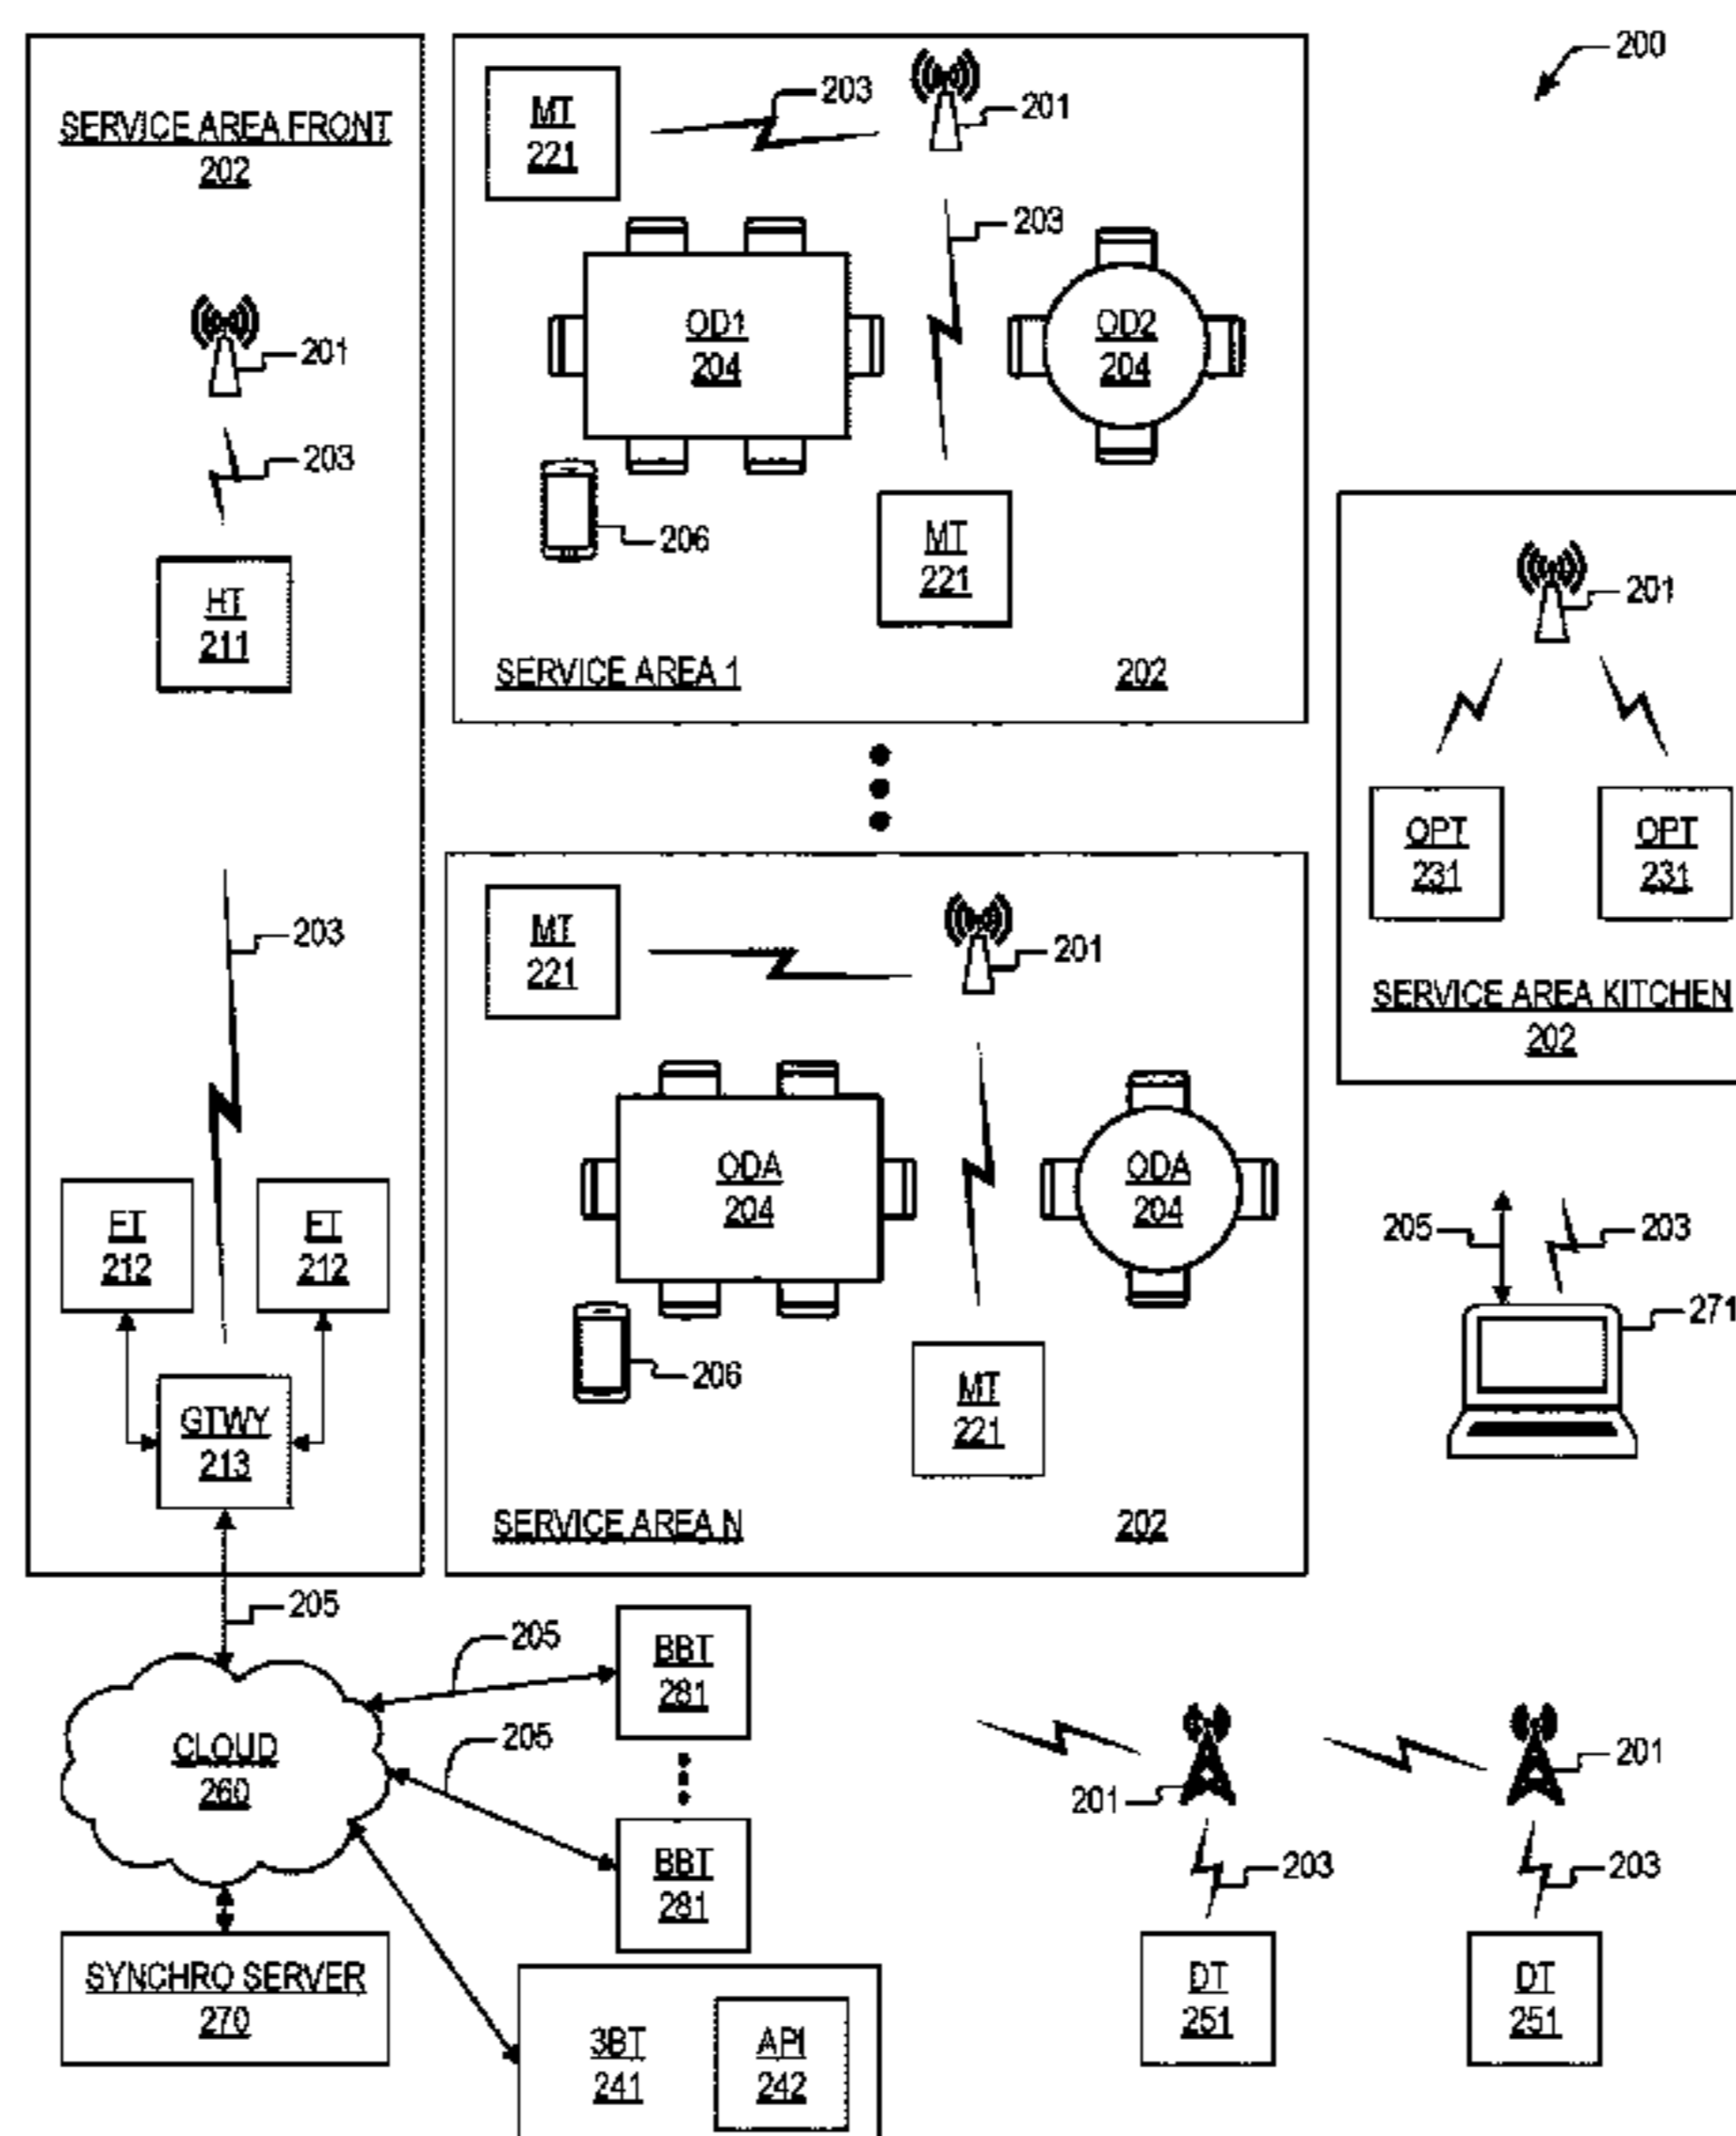 200
SERVICE AREA FRONT
202
201
203
HT
211
203
FT
212
FT
212
GTWY
213
205
MT
221
203
201
203
OD1
204
OD2
204
206
MT
221
SERVICE AREA 1
202
MT
221
201
ODA
204
ODA
204
206
MT
221
SERVICE AREA N
202
201
OPT
231
OPT
231
SERVICE AREA KITCHEN
202
205
203
271
CLOUD
260
205
BBT
281
205
BBT
281
SYNCHRO SERVER
270
3BT
241
API
242
201
201
203
203
DT
251
DT
251